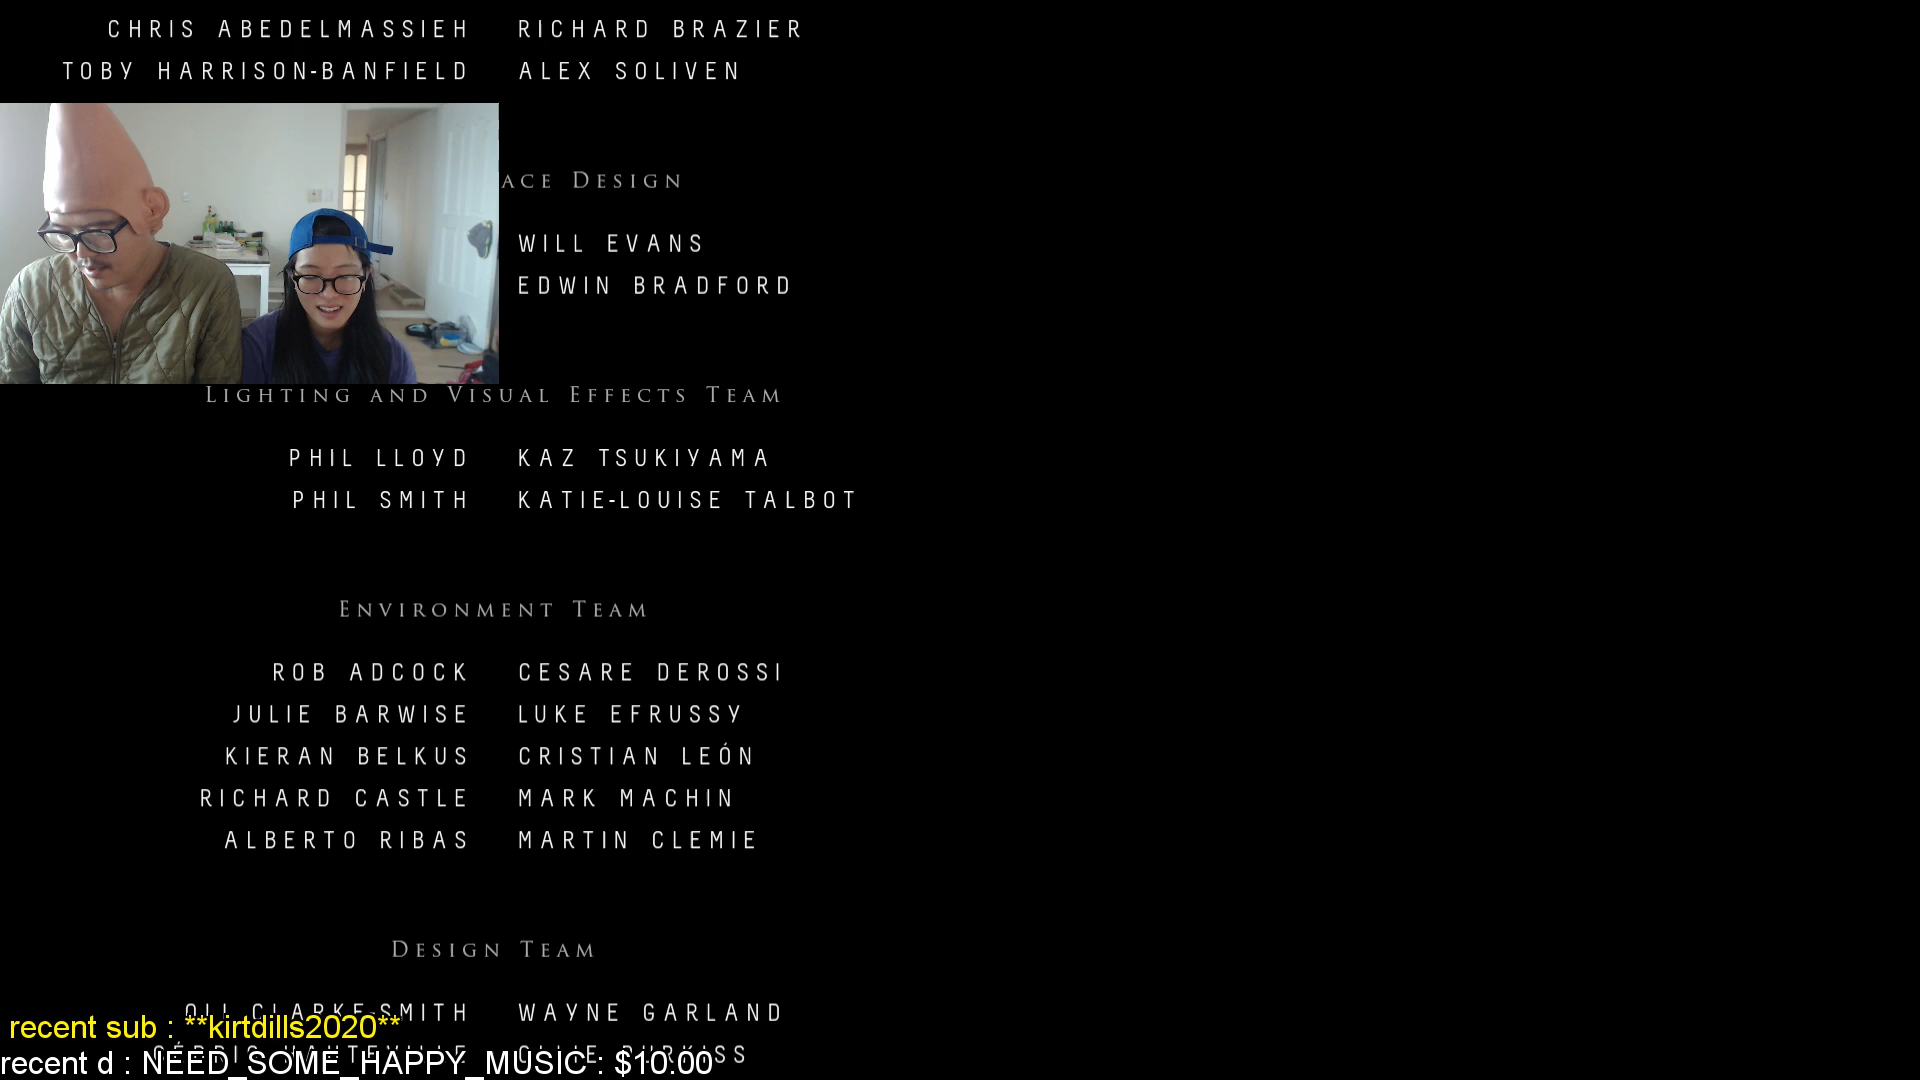 CHRIS ABEDELMASSIEH RICHARD BRAZIER
TOBY HARRISON-BANFIELD ALEX SOLIVEN
DESIGN
WILL EVANS
EDWIN BRADFORD
LIGHTING AND VISUAL EFFECTS TEAM
PHIL LLOYD KAZ TSUKIYAMA
PHIL SMITH KATIE-LOUISE TALBOT
ENVIRONMENT TEAM
ROB ADCOCK CESARE DEROSSI
JULIE BARWISE LUKE EFRUSSY
KIERAN BELKUS CRISTIAN LEÓN
RICHARD CASTLE MARK MACHIN
ALBERTO RIBAS MARTIN CLEMIE
DESIGN TEAM
OLI CLARKE-SMITH WAYNE GARLAND
recent sub : **kirtdills2020**
recent d : NEED_SOME_HAPPY_MUSIC : $10.00